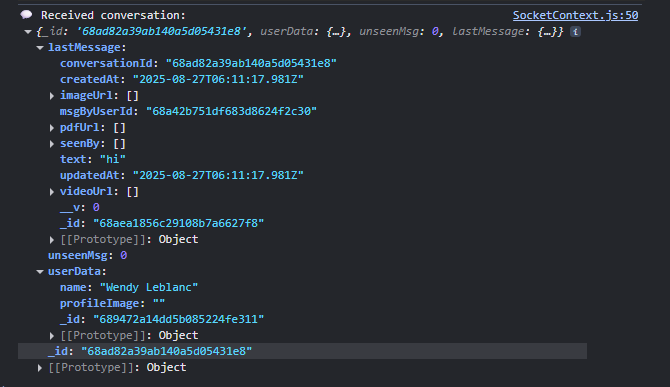 💬 Received conversation: SocketContext.js:50
▼ {_id: '68ad82a39ab140a5d05431e8', userData: {…}, unseenMsg: 0, lastMessage: {…}} i
▼ lastMessage:
conversationId: "68ad82a39ab140a5d05431e8"
createdAt: "2025-08-27T06:11:17.981Z"
▶ imageUrl: []
msgByUserId: "68a42b751df683d8624f2c30"
▶ pdfUrl: []
▶ seenBy: []
text: "hi"
updatedAt: "2025-08-27T06:11:17.981Z"
▶ videoUrl: []
__v: 0
_id: "68aea1856c29108b7a6627f8"
▶ [[Prototype]]: Object
unseenMsg: 0
▼ userData:
name: "Wendy Leblanc"
profileImage: ""
_id: "689472a14dd5b085224fe311"
▶ [[Prototype]]: Object
_id: "68ad82a39ab140a5d05431e8"
▶ [[Prototype]]: Object